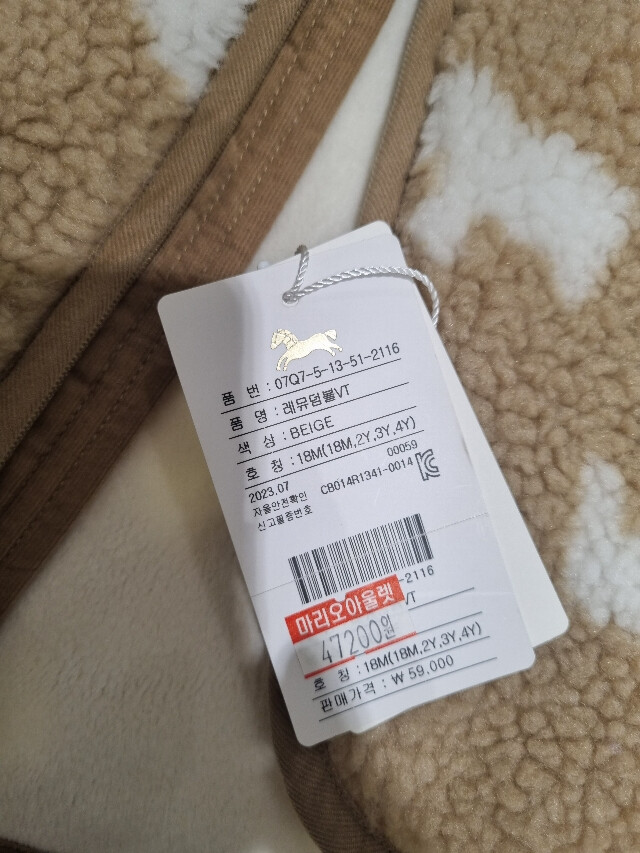 품 번 : 07Q7-5-13-51-2116
품 명 : 래뮤덤블VT
색 상 : BEIGE
호 칭 : 18M(18M,2Y,3Y,4Y)
00059
2023.07
자율안전확인 CB014R1341-0014
신고필증번호
-2116
마리오아울렛
VT
47200원
호 칭 : 18M(18M,2Y,3Y,4Y)
판매가격 : ₩ 59,000